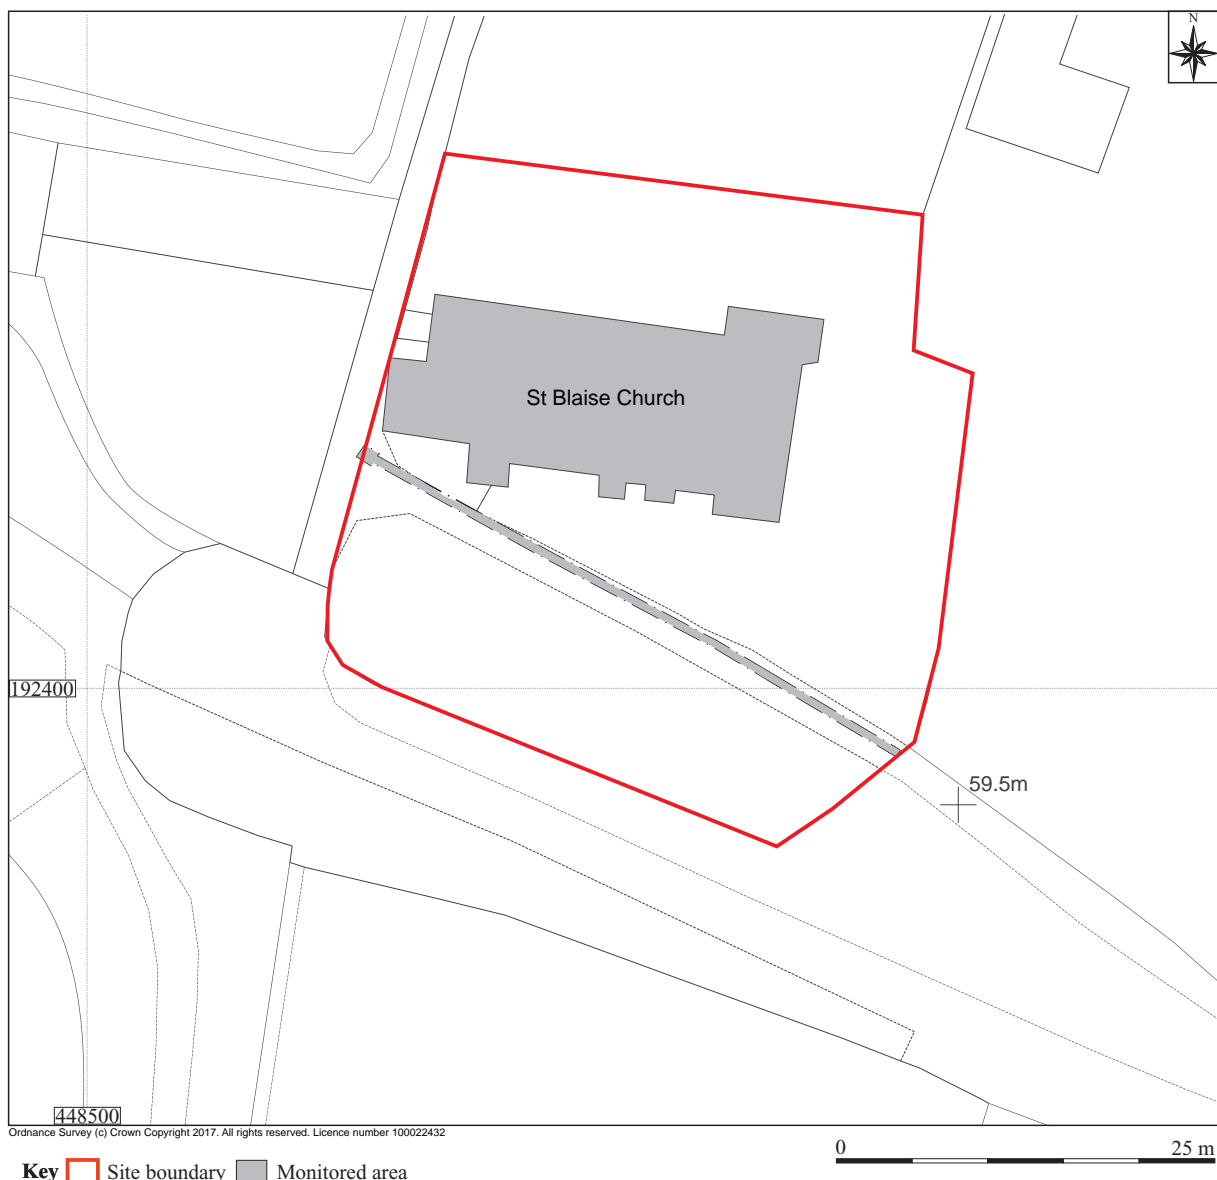 N
St Blaise Church
192400
59.5m
448500
Ordnance Survey (c) Crown Copyright 2017. All rights reserved. Licence number 100022432
0 25 m
Key Site boundary Monitored area